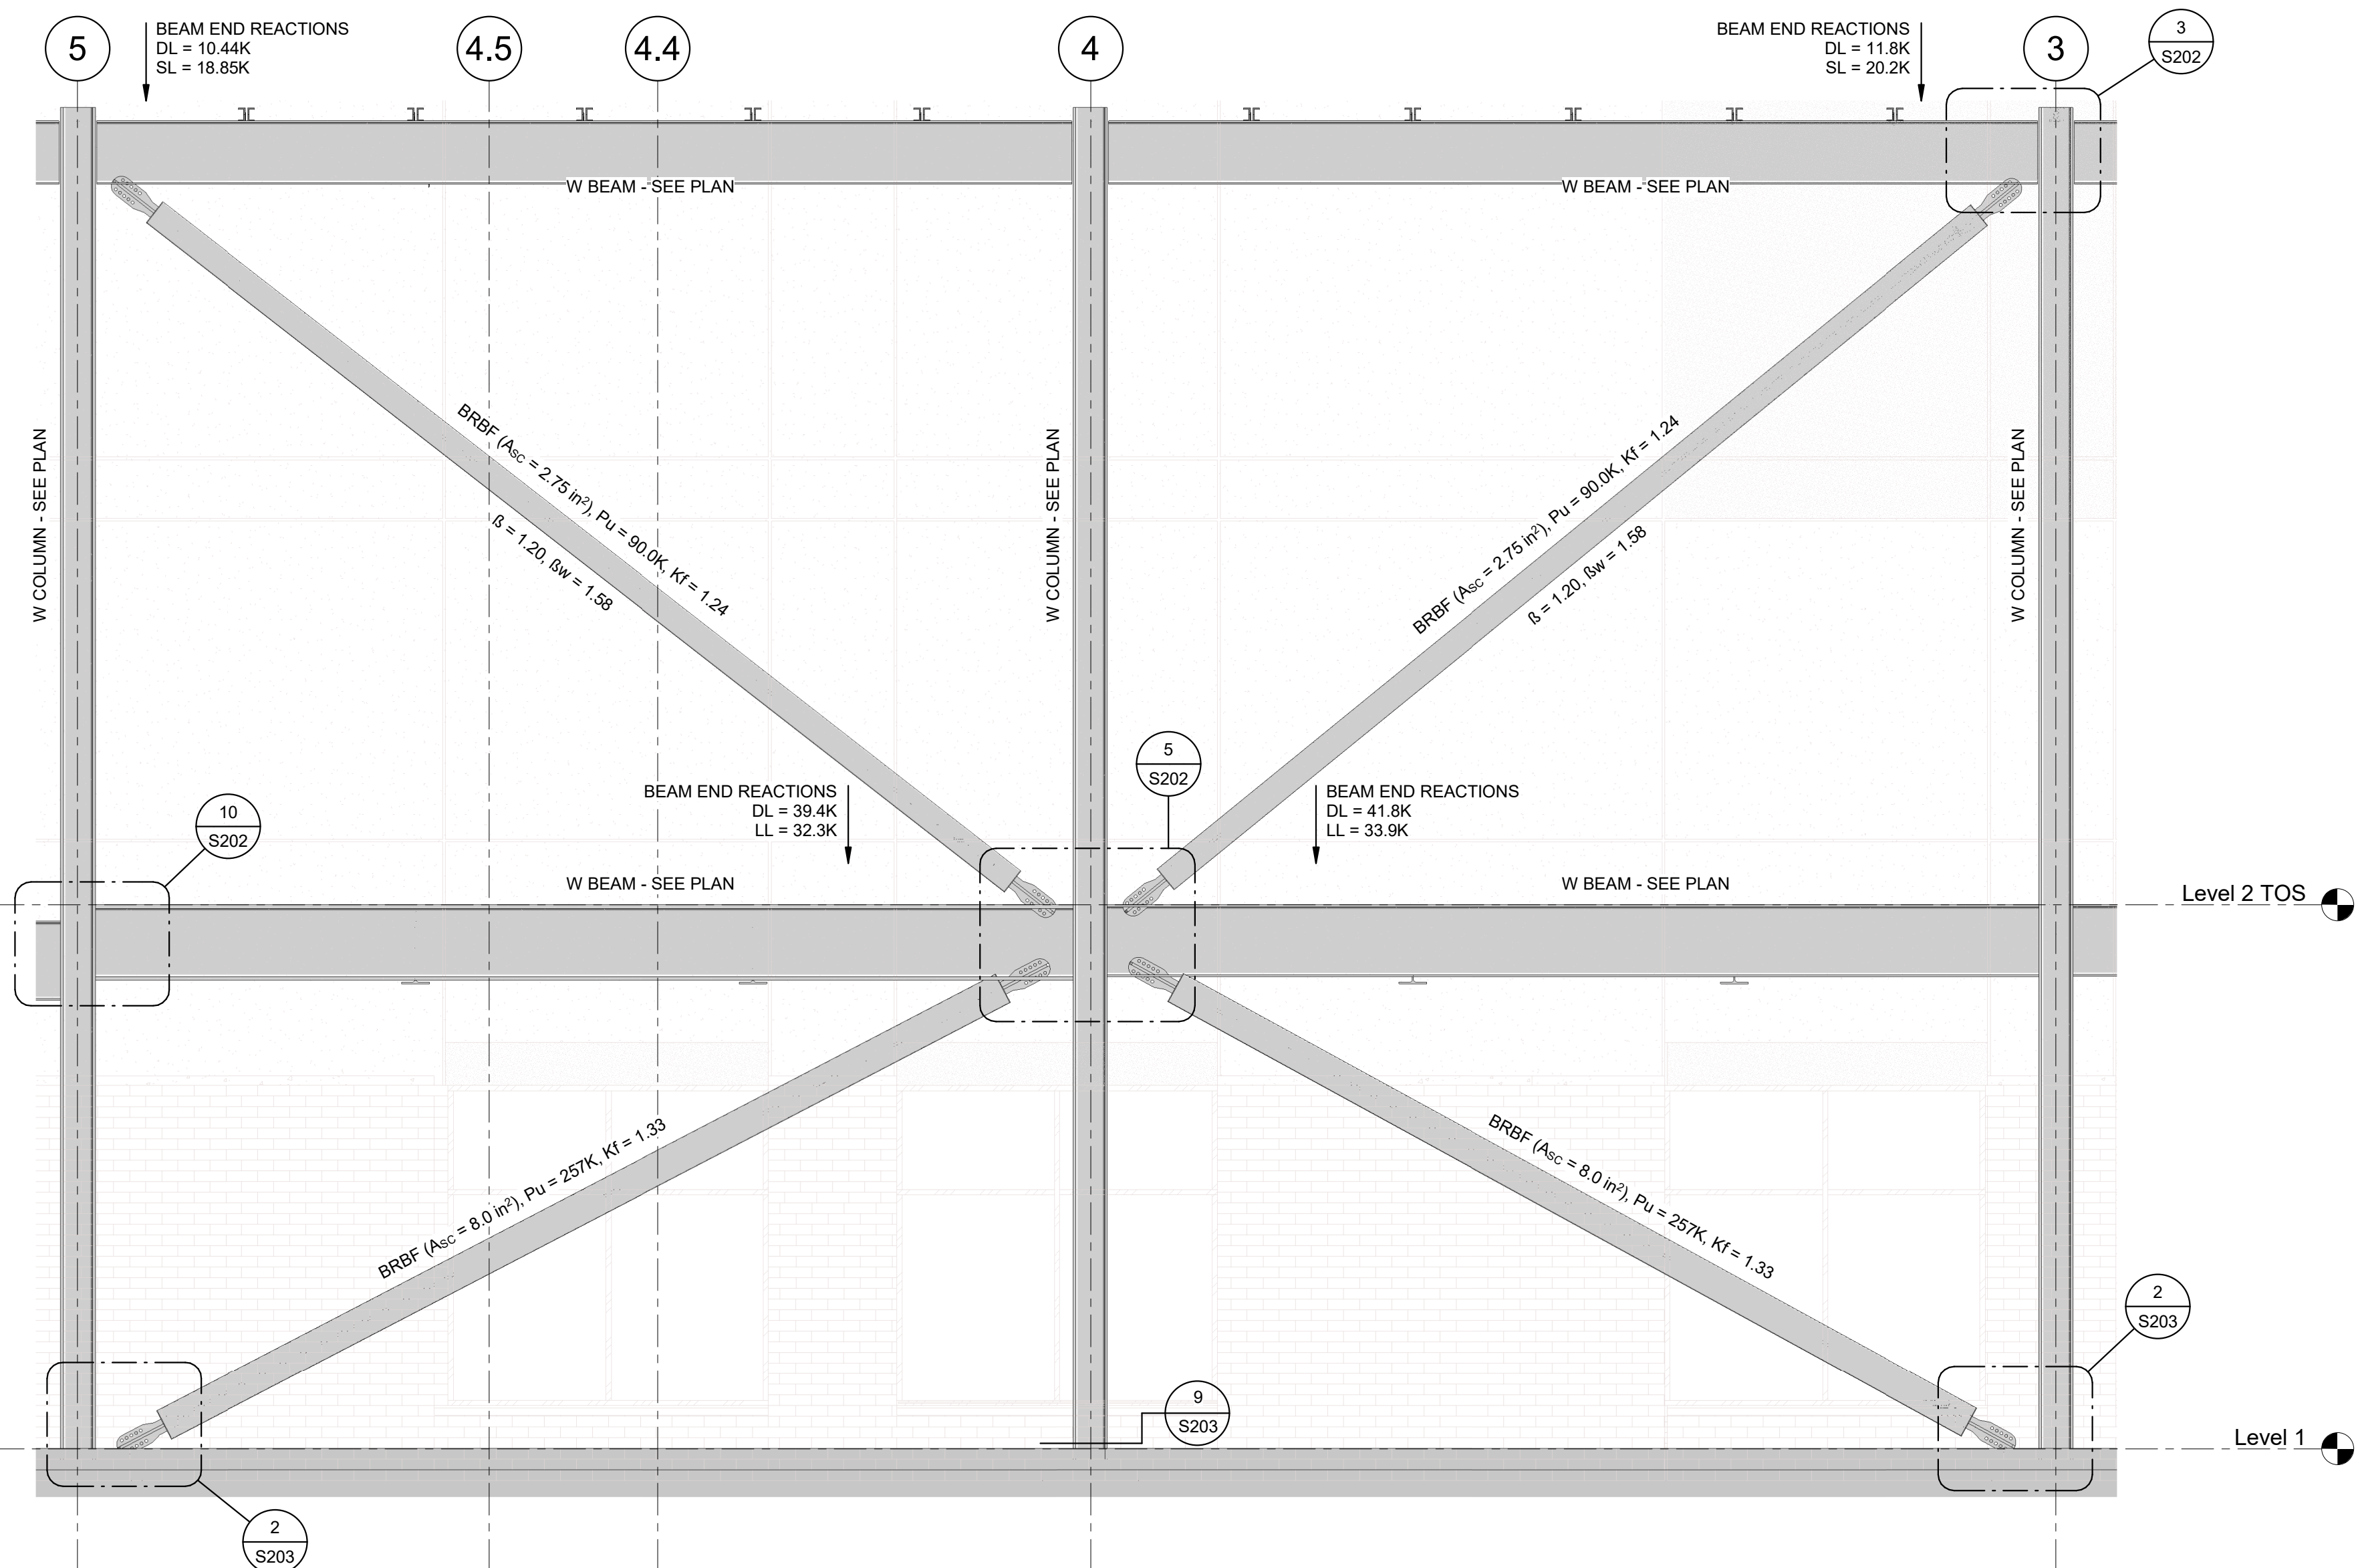 5
BEAM END REACTIONS
DL = 10.44K
SL = 18.85K
4.5
4.4
4
BEAM END REACTIONS
DL = 11.8K
SL = 20.2K
3
3
S202
W BEAM - SEE PLAN
W BEAM - SEE PLAN
W COLUMN - SEE PLAN
BRBF (ASC = 2.75 in²), Pu = 90.0K, Kf = 1.24
ß = 1.20, ßw = 1.58
W COLUMN - SEE PLAN
BRBF (ASC = 2.75 in²), Pu = 90.0K, Kf = 1.24
ß = 1.20, ßw = 1.58
W COLUMN - SEE PLAN
10
S202
BEAM END REACTIONS
DL = 39.4K
LL = 32.3K
5
S202
BEAM END REACTIONS
DL = 41.8K
LL = 33.9K
W BEAM - SEE PLAN
W BEAM - SEE PLAN
Level 2 TOS
BRBF (ASC = 8.0 in²), Pu = 257K, Kf = 1.33
BRBF (ASC = 8.0 in²), Pu = 257K, Kf = 1.33
2
S203
9
S203
Level 1
2
S203